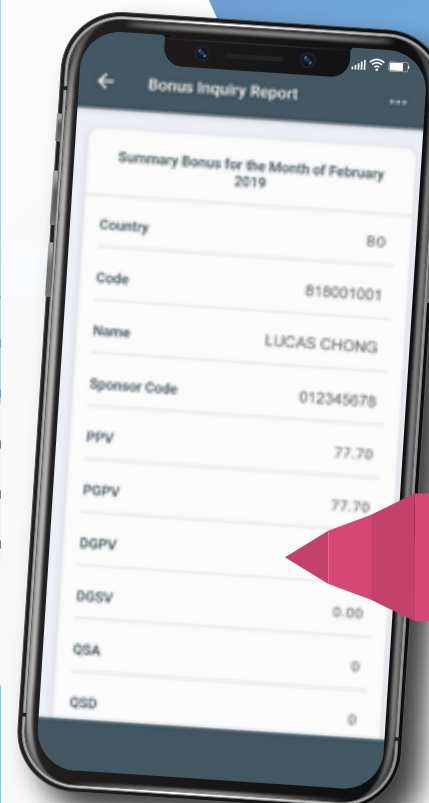 Bonus Inquiry Report
Summary Bonus for the Month of February
2019
Country BO
Code 818001001
Name LUCAS CHONG
Sponsor Code 012345678
PPV 77.70
PGPV 77.70
DGPV
DGSV 0.00
QSA 0
QSD 0